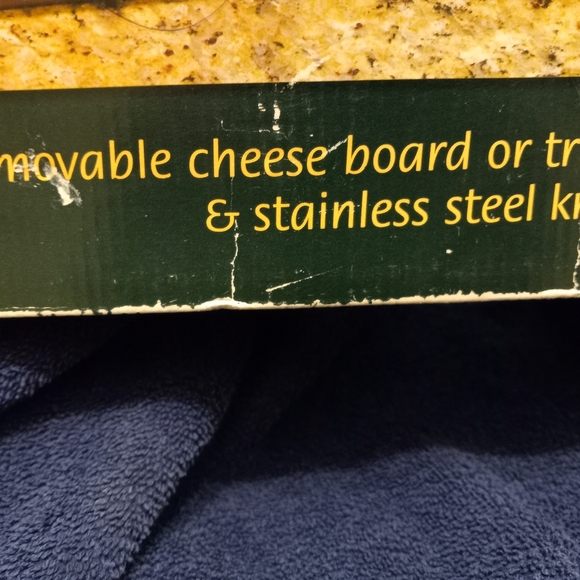 movable cheese board or tr
& stainless steel kn